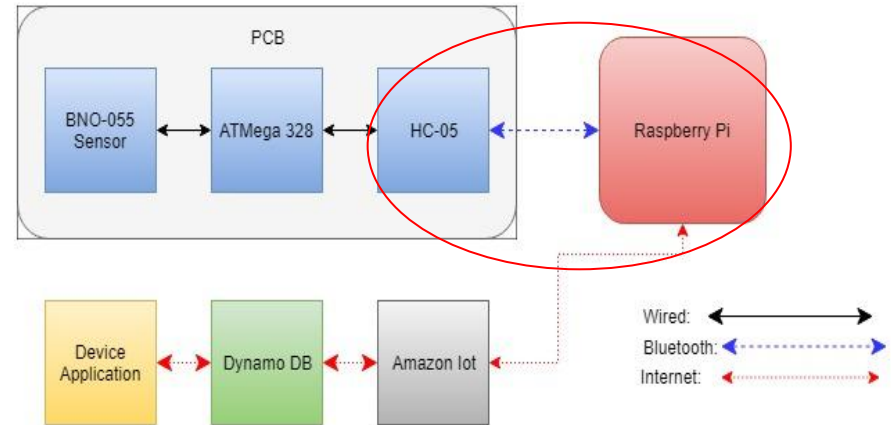 PCB
BNO-055
Sensor
ATMega 328
HC-05
Raspberry Pi
Device
Application
Dynamo DB
Amazon Iot
Wired:
Bluetooth:
Internet: